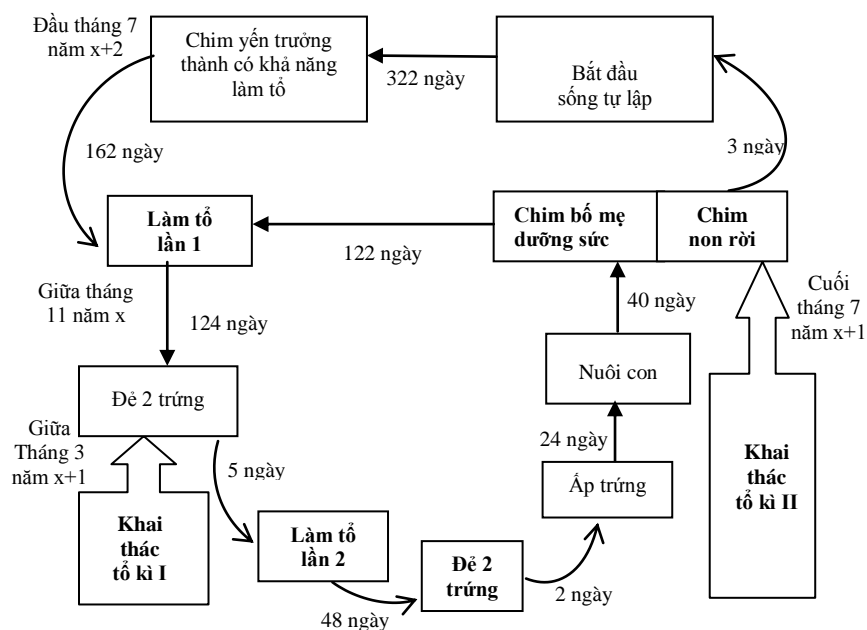 Đầu tháng 7
năm x+2
Chim yến trưởng
thành có khả năng
làm tổ
322 ngày
Bắt đầu
sống tự lập
162 ngày
3 ngày
Làm tổ
lần 1
122 ngày
Chim bố mẹ
dưỡng sức
Chim
non rời
Giữa tháng
11 năm x
124 ngày
40 ngày
Cuối
tháng 7
năm x+1
Đẻ 2 trứng
Nuôi con
Giữa
Tháng 3
năm x+1
5 ngày
24 ngày
Ấp trứng
Khai
thác
tổ kì II
Khai
thác
tổ kì I
Làm tổ
lần 2
Đẻ 2
trứng
2 ngày
48 ngày